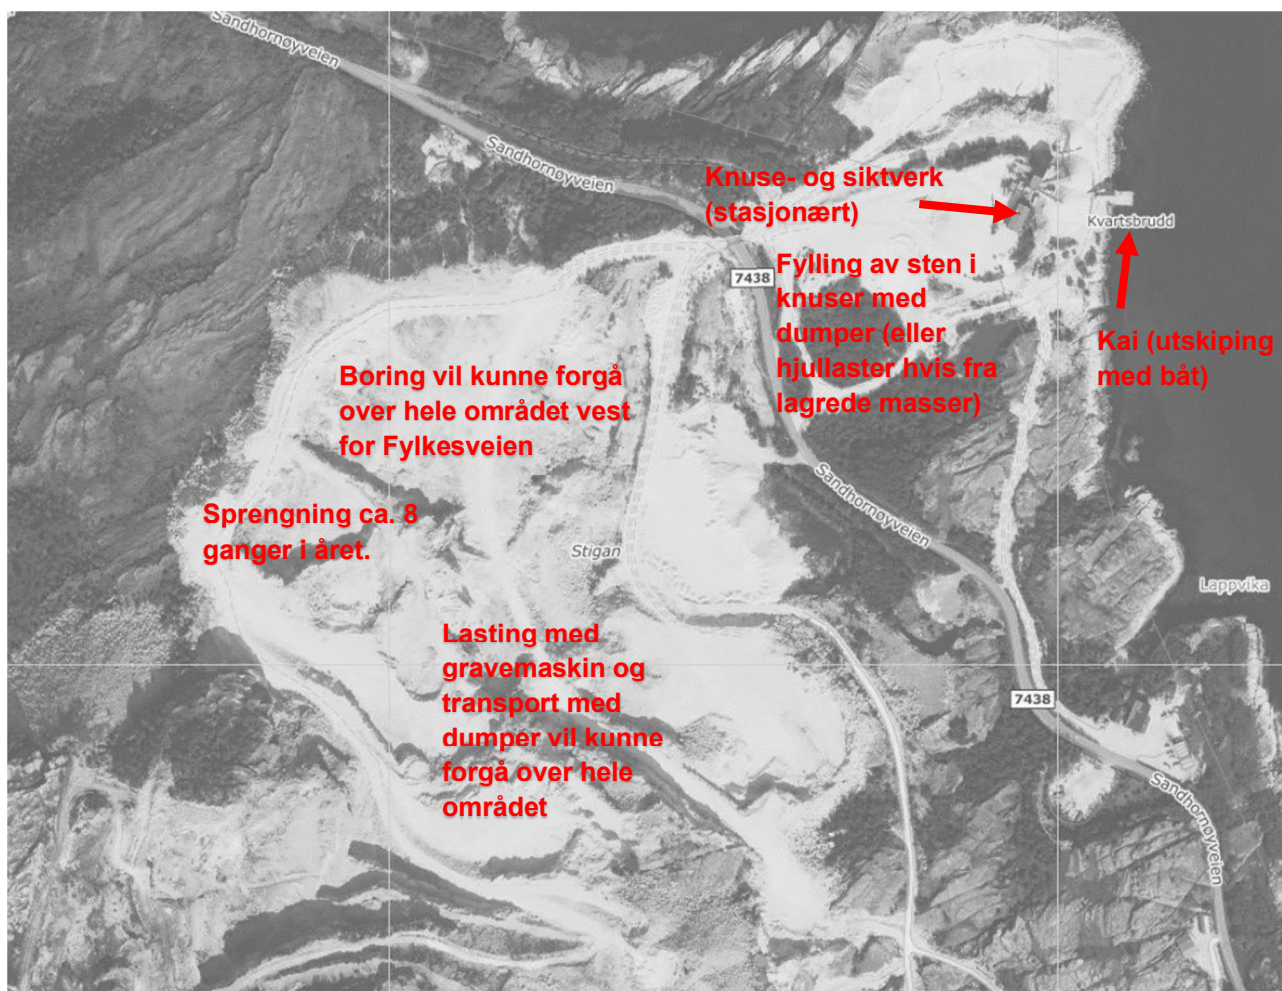 Sandhornøyveien
Sandhornøyveien
Knuse- og siktverk
(stasjonært)
Kvartsbrudd
7438
Fylling av sten i
knuser med
dumper (eller
hjullaster hvis fra
lagrede masser)
Kai (utskiping
med båt)
Boring vil kunne forgå
over hele området vest
for Fylkesveien
Sprengning ca. 8
ganger i året.
Stigan
Sandhornøyveien
Lappvika
Lasting med
gravemaskin og
transport med
dumper vil kunne
forgå over hele
området
7438
Sandhornøyveien